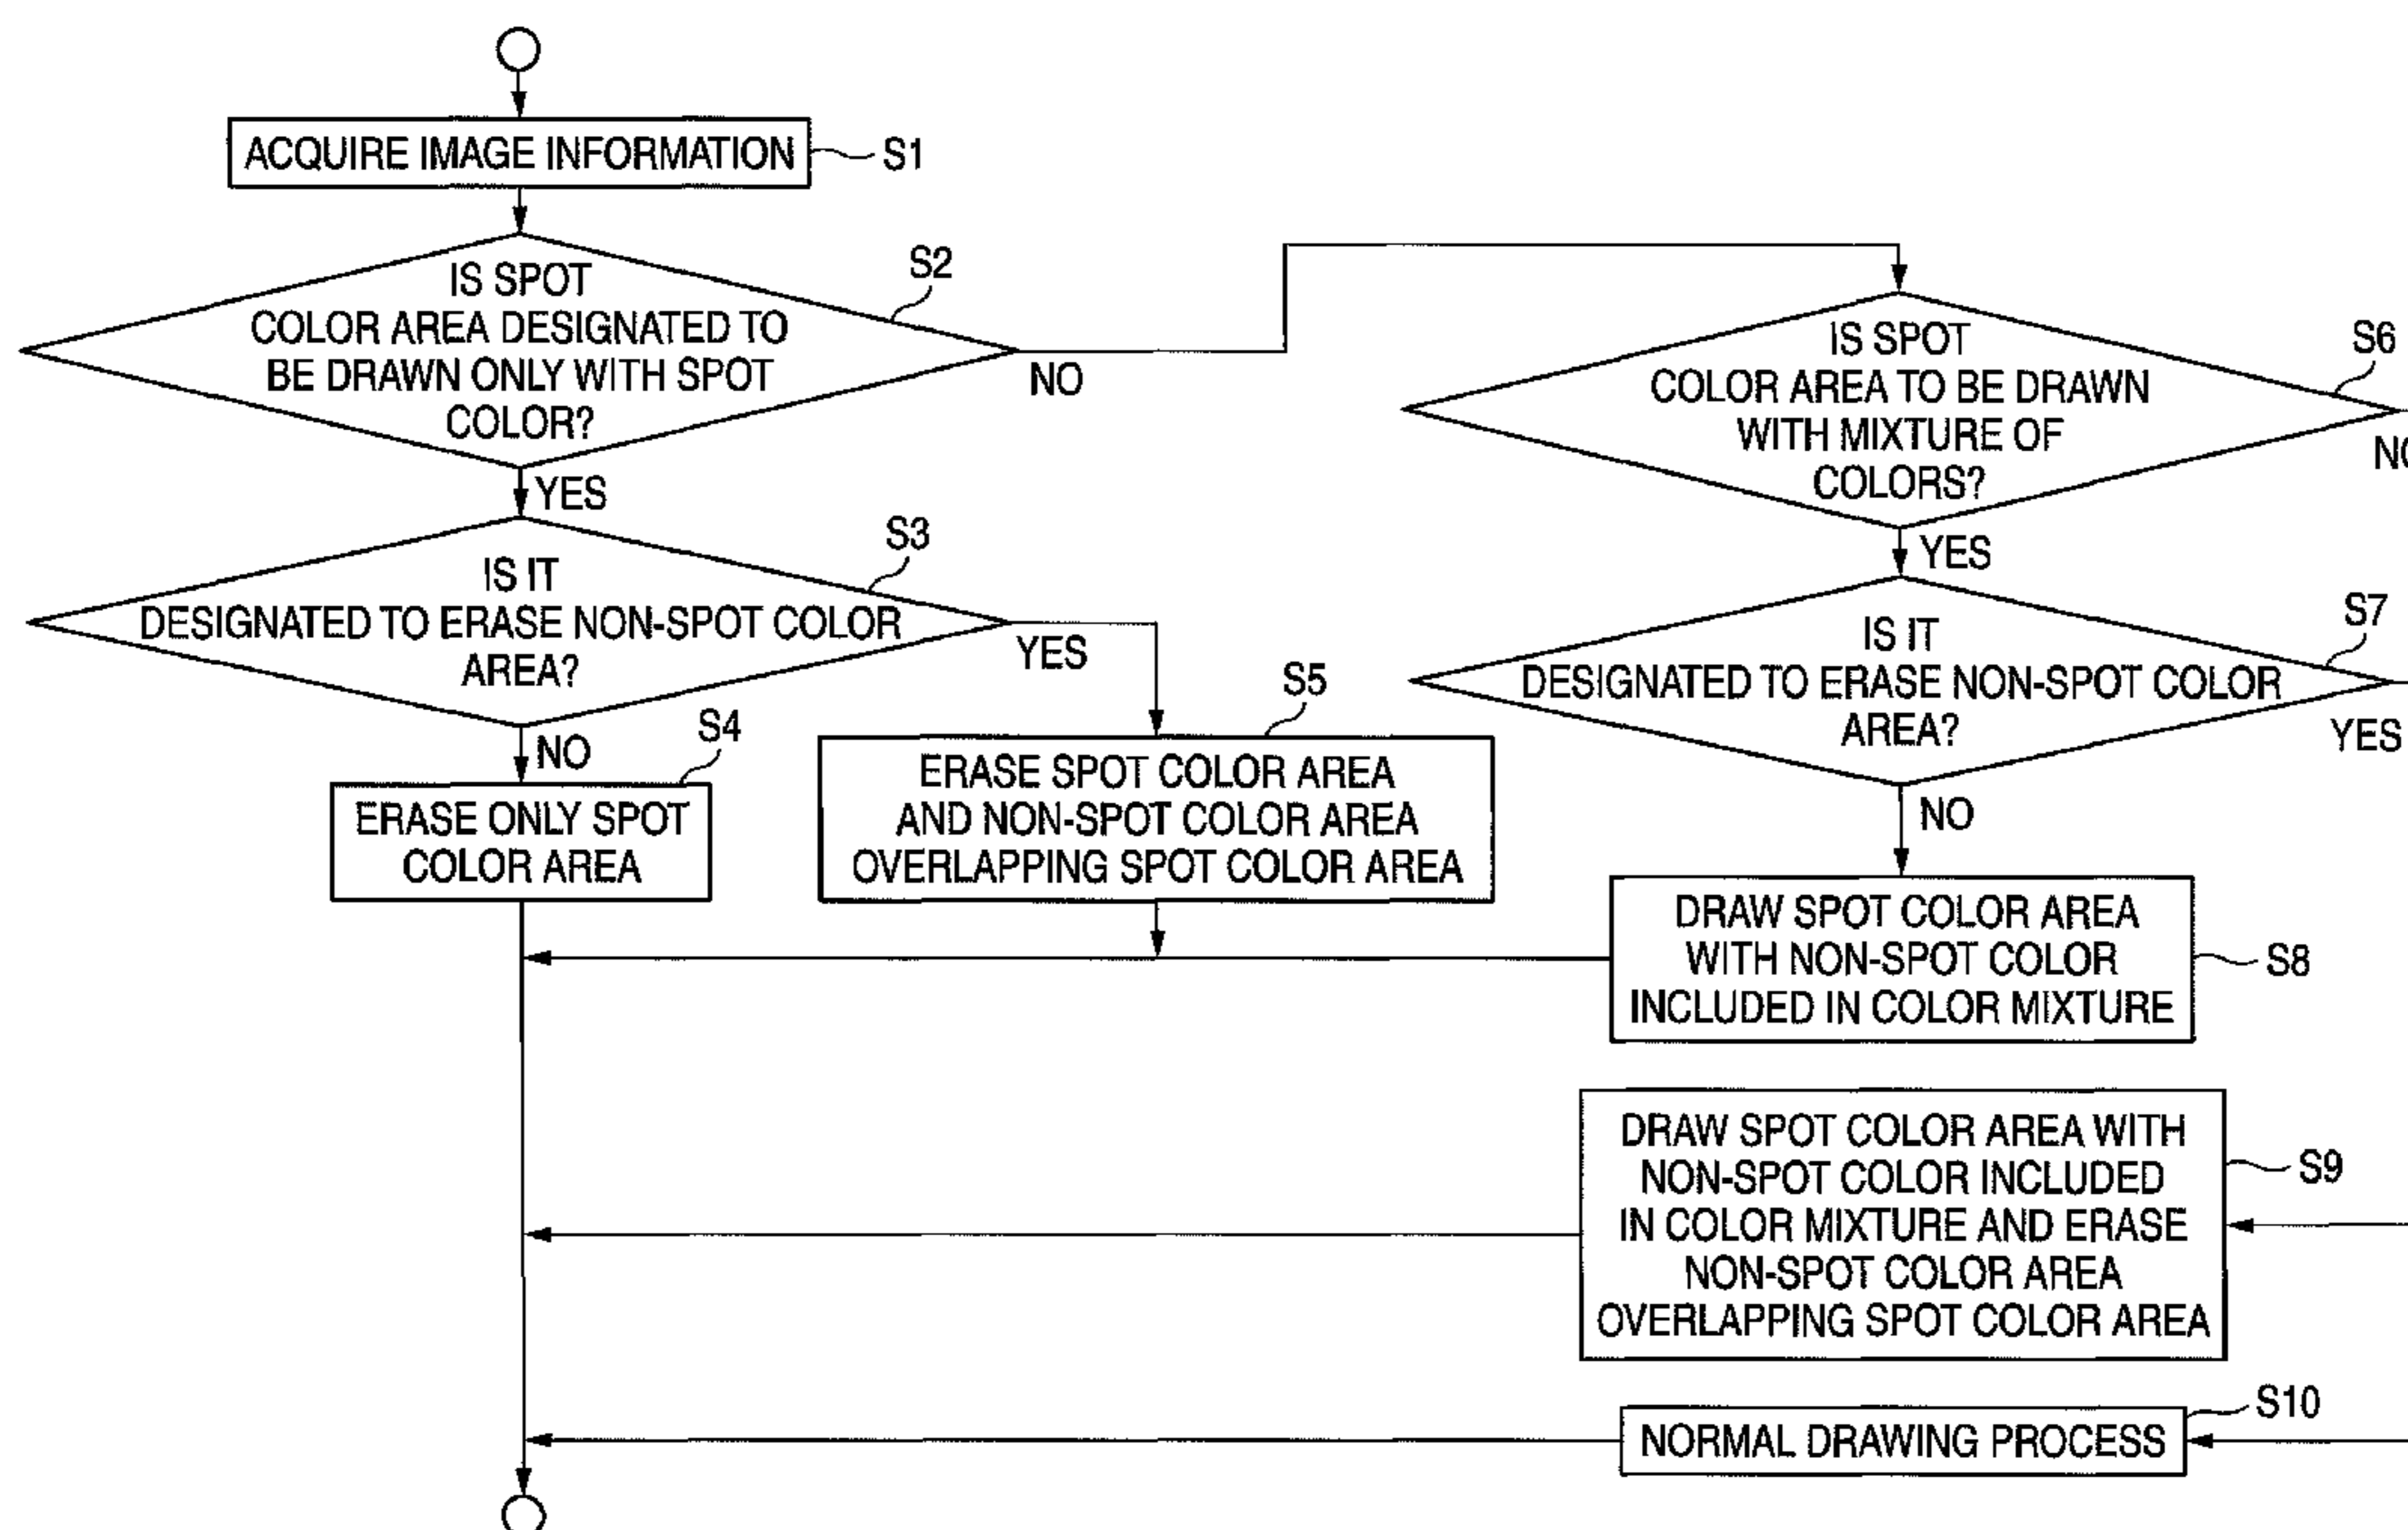 ACQUIRE IMAGE INFORMATION
S1
IS SPOT
COLOR AREA DESIGNATED TO
BE DRAWN ONLY WITH SPOT
COLOR?
S2
NO
YES
IS IT
DESIGNATED TO ERASE NON-SPOT COLOR
AREA?
S3
YES
NO
S4
ERASE ONLY SPOT
COLOR AREA
S5
ERASE SPOT COLOR AREA
AND NON-SPOT COLOR AREA
OVERLAPPING SPOT COLOR AREA
IS SPOT
COLOR AREA TO BE DRAWN
WITH MIXTURE OF
COLORS?
S6
NO
YES
IS IT
DESIGNATED TO ERASE NON-SPOT COLOR
AREA?
S7
YES
NO
DRAW SPOT COLOR AREA
WITH NON-SPOT COLOR
INCLUDED IN COLOR MIXTURE
S8
DRAW SPOT COLOR AREA WITH
NON-SPOT COLOR INCLUDED
IN COLOR MIXTURE AND ERASE
NON-SPOT COLOR AREA
OVERLAPPING SPOT COLOR AREA
S9
S10
NORMAL DRAWING PROCESS